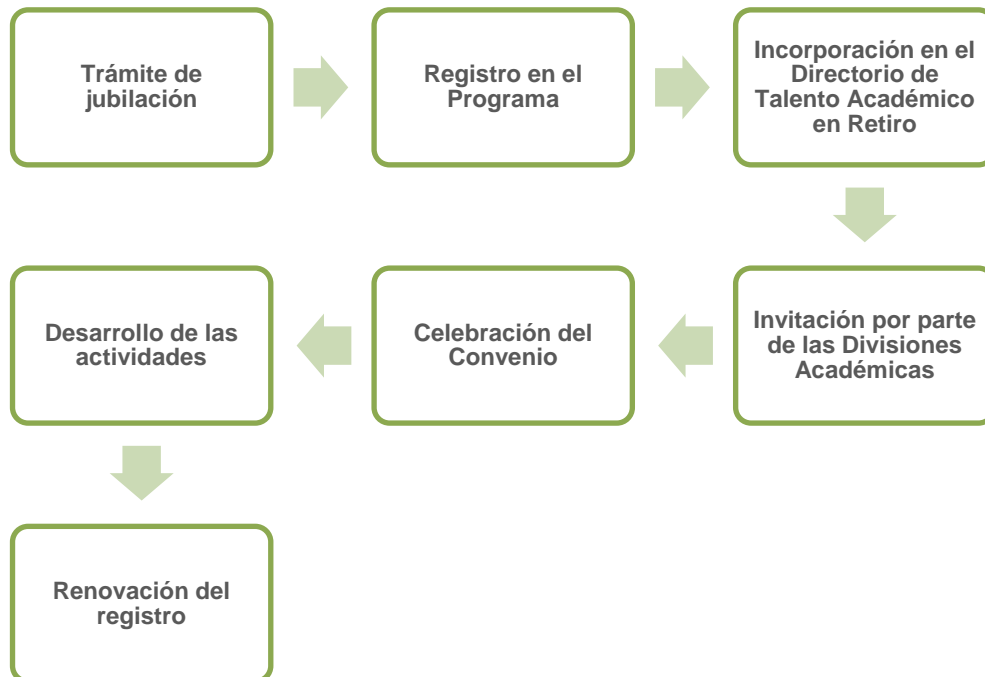 Trámite de
jubilación
Registro en el
Programa
Incorporación en el
Directorio de
Talento Académico
en Retiro
Invitación por parte
de las Divisiones
Académicas
Celebración del
Convenio
Desarrollo de las
actividades
Renovación del
registro